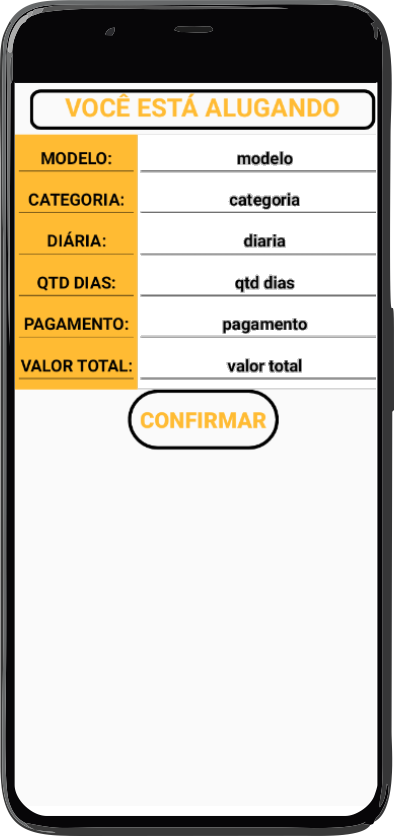 VOCÊ ESTÁ ALUGANDO
MODELO: modelo
CATEGORIA: categoria
DIÁRIA: diaria
QTD DIAS: qtd dias
PAGAMENTO: pagamento
VALOR TOTAL: valor total
CONFIRMAR